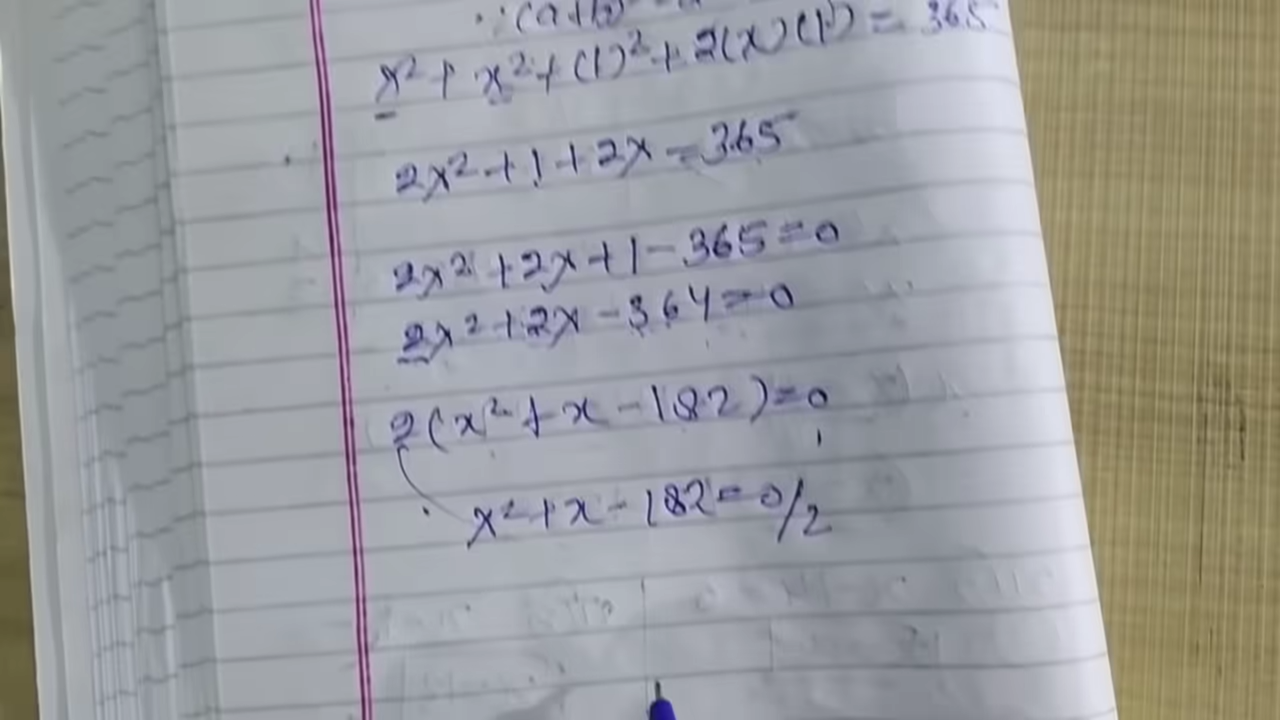 ∵ (a+b)²
x² + x² + (1)² + 2(x)(1) = 365
2x² + 1 + 2x = 365
2x² + 2x + 1 - 365 = 0
2x² + 2x - 364 = 0
2(x² + x - 182) = 0
x² + x - 182 = 0/2